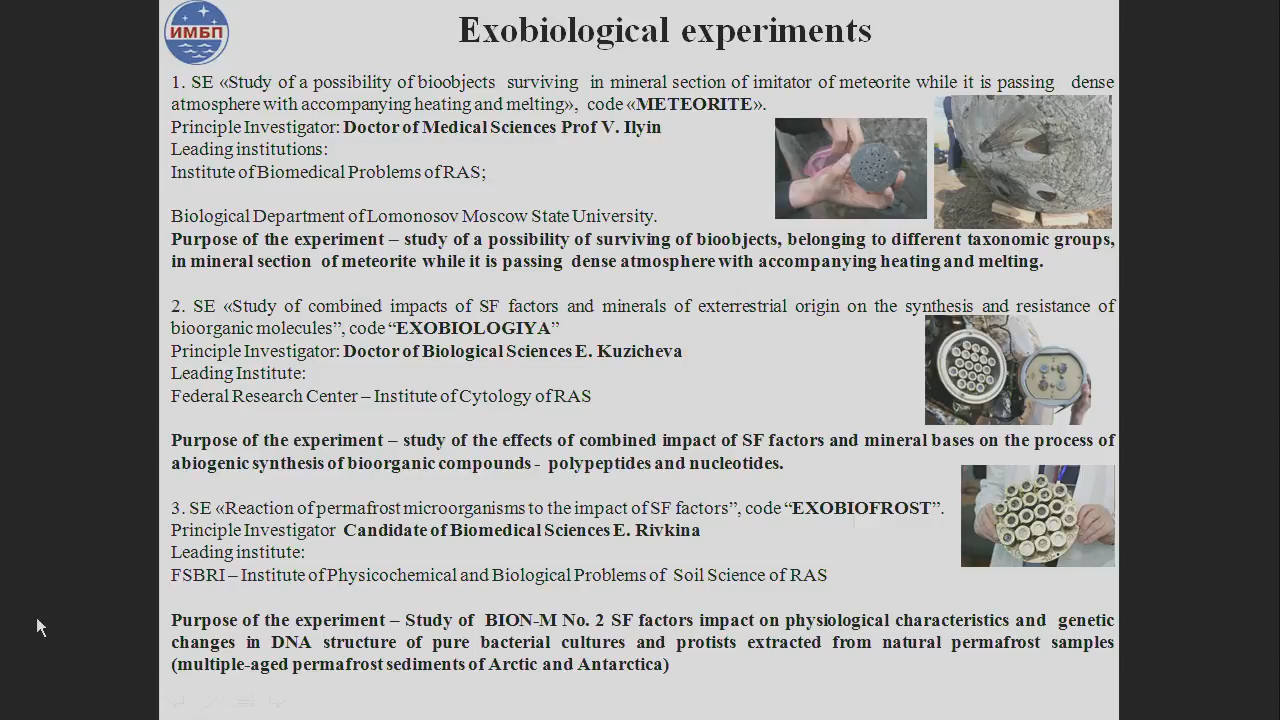 ИМБП
Exobiological experiments
1. SE «Study of a possibility of bioobjects surviving in mineral section of imitator of meteorite while it is passing dense
atmosphere with accompanying heating and melting», code «METEORITE».
Principle Investigator: Doctor of Medical Sciences Prof V. Ilyin
Leading institutions:
Institute of Biomedical Problems of RAS;
Biological Department of Lomonosov Moscow State University.
Purpose of the experiment – study of a possibility of surviving of bioobjects, belonging to different taxonomic groups,
in mineral section of meteorite while it is passing dense atmosphere with accompanying heating and melting.
2. SE «Study of combined impacts of SF factors and minerals of exterrestrial origin on the synthesis and resistance of
bioorganic molecules”, code “EXOBIOLOGIYA”
Principle Investigator: Doctor of Biological Sciences E. Kuzicheva
Leading Institute:
Federal Research Center – Institute of Cytology of RAS
Purpose of the experiment – study of the effects of combined impact of SF factors and mineral bases on the process of
abiogenic synthesis of bioorganic compounds - polypeptides and nucleotides.
3. SE «Reaction of permafrost microorganisms to the impact of SF factors”, code “EXOBIOFROST”.
Principle Investigator Candidate of Biomedical Sciences E. Rivkina
Leading institute:
FSBRI – Institute of Physicochemical and Biological Problems of Soil Science of RAS
Purpose of the experiment – Study of BION-M No. 2 SF factors impact on physiological characteristics and genetic
changes in DNA structure of pure bacterial cultures and protists extracted from natural permafrost samples
(multiple-aged permafrost sediments of Arctic and Antarctica)